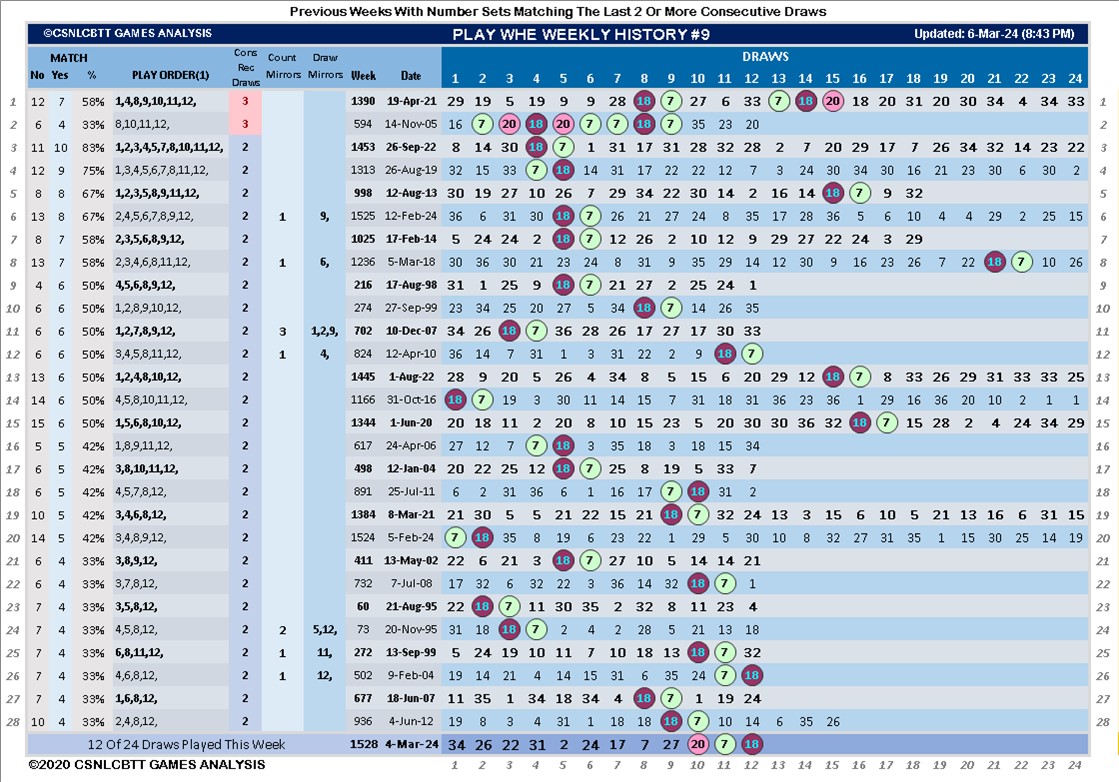 Previous Weeks With Number Sets Matching The Last 2 Or More Consecutive Draws
©CSNLCBTT GAMES ANALYSIS PLAY WHE WEEKLY HISTORY #9 Updated: 6-Mar-24 (8:43 PM)
MATCH Cons Rec Draws Count Mirrors Draw Mirrors DRAWS
No Yes % PLAY ORDER(1) Week Date 1 2 3 4 5 6 7 8 9 10 11 12 13 14 15 16 17 18 19 20 21 22 23 24
1 12 7 58% 1,4,8,9,10,11,12, 3 1390 19-Apr-21 29 19 5 19 9 9 28 18 9 27 6 33 7 14 20 18 20 31 20 30 34 4 34 33 1
2 6 4 33% 8,10,11,12, 3 594 14-Nov-05 16 7 20 18 20 7 7 18 9 35 23 12 20 2
3 11 10 83% 1,2,3,4,5,7,8,10,11,12, 2 1453 26-Sep-22 8 14 30 18 7 1 31 17 31 28 32 28 2 7 20 29 17 7 26 34 32 14 23 22 3
4 12 9 75% 1,3,4,5,6,7,8,11,12, 2 1313 26-Aug-19 32 15 33 7 18 14 31 17 22 22 12 7 3 24 30 34 30 16 21 23 30 6 30 2 4
5 8 8 67% 1,2,3,5,8,9,11,12, 2 998 12-Aug-13 30 19 27 10 26 7 29 34 22 30 14 2 16 14 18 7 9 32 5
6 13 8 67% 2,4,5,6,7,8,9,12, 2 1 9, 1525 12-Feb-24 36 6 31 30 18 7 26 21 27 24 8 35 17 28 36 5 6 10 4 4 29 2 25 15 6
7 8 7 58% 2,3,5,6,8,9,12, 2 1025 17-Feb-14 5 24 24 2 18 7 12 26 2 10 12 9 29 27 22 24 3 29 7
8 13 7 58% 2,3,4,6,8,11,12, 2 1 6, 1236 5-Mar-18 30 36 30 21 23 24 8 31 9 35 29 14 12 30 9 16 23 29 7 22 18 7 10 26 8
9 4 6 50% 4,5,6,8,9,12, 2 216 17-Aug-98 31 1 25 9 18 7 21 27 2 25 24 1 9
10 6 6 50% 1,2,8,9,10,12, 2 274 27-Sep-99 23 34 25 20 27 5 34 18 7 14 26 35 10
11 6 6 50% 1,2,7,8,9,12, 2 3 1,2,9, 702 10-Dec-07 34 26 18 7 36 28 26 17 27 17 30 33 11
12 6 6 50% 3,4,5,8,11,12, 2 1 4, 824 12-Apr-10 36 14 7 31 1 3 31 22 2 9 18 7 12
13 13 6 50% 1,2,4,8,10,12, 2 1445 1-Aug-22 28 9 20 5 26 4 34 8 5 15 6 20 29 12 18 7 8 33 26 29 31 33 33 25 13
14 14 6 50% 4,5,8,10,11,12, 2 1166 31-Oct-16 18 7 19 3 30 11 14 15 7 31 18 31 36 23 16 36 1 29 16 36 10 2 1 1 14
15 15 6 50% 1,5,6,8,10,12, 2 1344 1-Jun-20 20 18 11 2 20 8 10 15 23 5 20 30 30 36 32 18 7 15 28 2 4 24 34 29 15
16 5 5 42% 1,8,9,11,12, 2 617 24-Apr-06 4 27 12 7 18 3 35 18 3 18 15 34 16
17 6 5 42% 3,8,10,11,12, 2 498 12-Jan-04 20 22 25 12 18 7 25 8 19 5 33 7 17
18 6 5 42% 4,5,7,8,12, 2 891 25-Jul-11 6 2 31 36 6 1 16 17 7 18 31 2 18
19 10 5 42% 3,4,6,8,12, 2 1384 8-Mar-21 21 30 5 5 21 22 15 21 18 7 32 24 13 3 15 6 10 5 21 13 16 6 31 15 19
20 14 5 42% 3,4,8,9,12, 2 1524 5-Feb-24 7 18 35 8 19 6 23 22 1 29 5 30 10 8 32 27 31 35 1 15 30 25 14 19 20
21 6 4 33% 3,8,9,12, 2 411 13-May-02 22 6 21 3 18 7 27 10 5 14 14 21 21
22 7 4 33% 3,7,8,12, 2 732 7-Jul-08 17 32 6 32 22 3 36 14 32 18 7 1 22
23 7 4 33% 3,5,8,12, 2 60 21-Aug-95 22 18 7 11 30 35 2 32 8 11 23 4 23
24 7 4 33% 4,5,8,12, 2 2 5,12, 73 20-Nov-95 31 18 18 7 2 4 2 28 5 21 13 18 24
25 7 4 33% 6,8,11,12, 2 1 11, 272 13-Sep-99 5 24 19 10 11 7 10 18 13 18 7 32 25
26 7 4 33% 4,6,8,12, 2 1 12, 502 9-Feb-04 19 14 21 4 14 15 31 6 35 24 7 18 26
27 7 4 33% 1,6,8,12, 2 677 18-Jun-07 11 35 1 34 18 34 4 18 7 1 19 24 27
28 10 4 33% 2,4,8,12, 2 936 4-Jun-12 19 8 3 4 31 1 18 18 18 7 10 14 6 35 26 28
12 Of 24 Draws Played This Week 1528 4-Mar-24 34 26 22 31 2 24 17 7 27 20 7 18
©2020 CSNLCBTT GAMES ANALYSIS 1 2 3 4 5 6 7 8 9 10 11 12 13 14 15 16 17 18 19 20 21 22 23 24